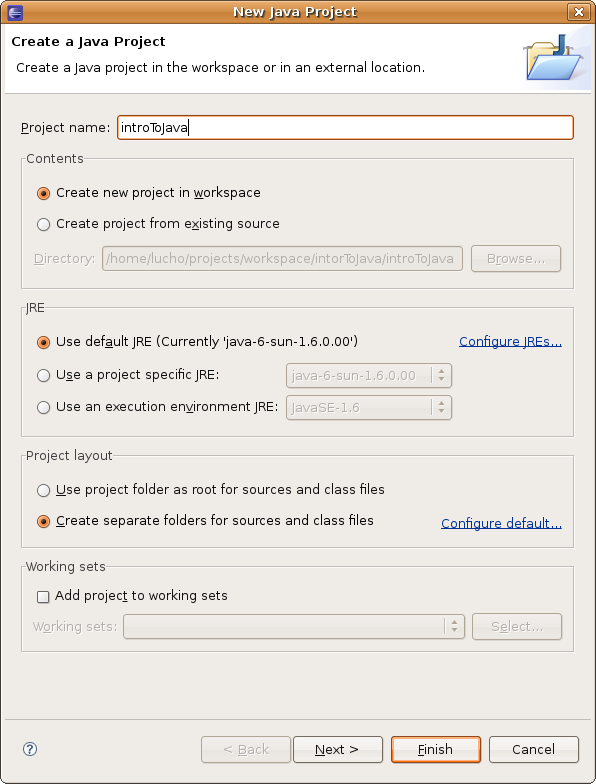 New Java Project
Create a Java Project
Create a Java project in the workspace or in an external location.
Project name: introToJava
Contents
Create new project in workspace
Create project from existing source
Directory: /home/lucho/projects/workspace/intorToJava/introToJava Browse...
JRE
Use default JRE (Currently 'java-6-sun-1.6.0.00') Configure JREs...
Use a project specific JRE: java-6-sun-1.6.0.00
Use an execution environment JRE: JavaSE-1.6
Project layout
Use project folder as root for sources and class files
Create separate folders for sources and class files Configure default...
Working sets
Add project to working sets
Working sets: Select...
? < Back Next > Finish Cancel